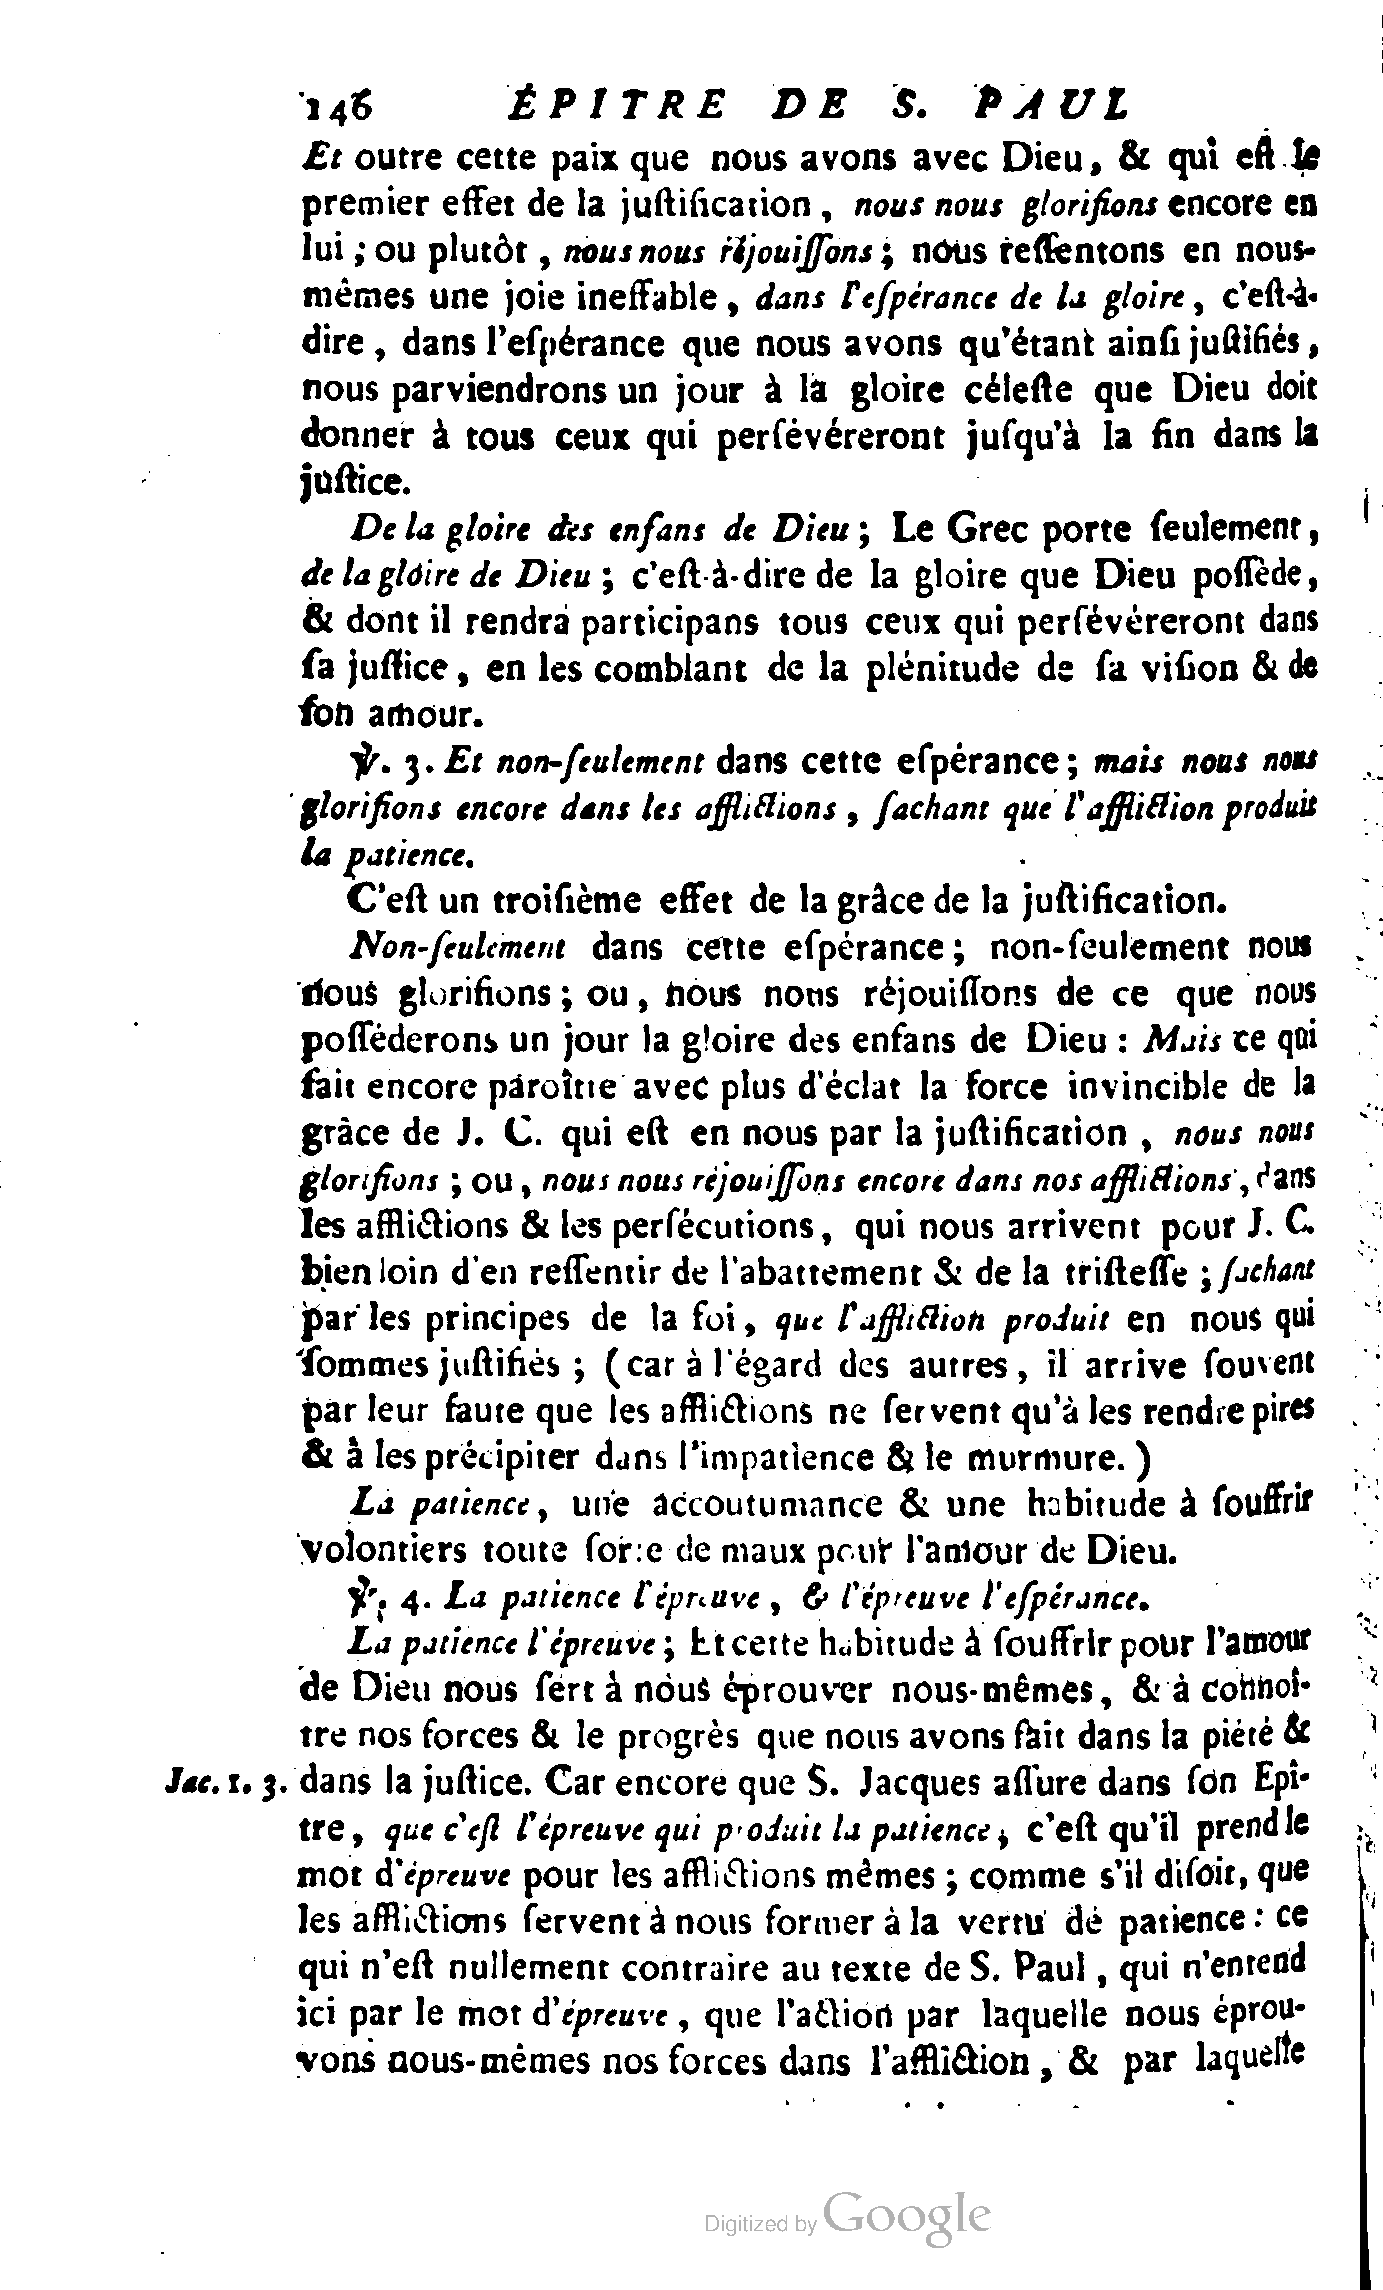 146 ÉPITRE DE S. PAUL
Et outre cette paix que nous avons avec Dieu, & qui eſt le
premier effet de la juſtification, nous nous glorifions encore en
lui ; ou plutôt, nous nous réjouiſſons ; nous reſſentons en nous-
mêmes une joie ineffable, dans l'eſpérance de la gloire, c'eſt-à-
dire, dans l'eſpérance que nous avons qu'étant ainſi juſtifiés,
nous parviendrons un jour à la gloire céleſte que Dieu doit
donner à tous ceux qui perſévéreront juſqu'à la fin dans la
juſtice.
De la gloire des enfans de Dieu ; Le Grec porte ſeulement,
de la gloire de Dieu ; c'eſt-à-dire de la gloire que Dieu poſſède,
& dont il rendra participans tous ceux qui perſévéreront dans
ſa juſtice, en les comblant de la plénitude de ſa viſion & de
ſon amour.
℣. 3. Et non-ſeulement dans cette eſpérance ; mais nous nous
glorifions encore dans les afflictions, ſachant que l'affliction produit
la patience.
C'eſt un troiſième effet de la grâce de la juſtification.
Non-ſeulement dans cette eſpérance ; non-ſeulement nous
nous glorifions ; ou, nous nous réjouiſſons de ce que nous
poſſéderons un jour la gloire des enfans de Dieu : Mais ce qui
fait encore paroître avec plus d'éclat la force invincible de la
grâce de J. C. qui eſt en nous par la juſtification, nous nous
glorifions ; ou, nous nous réjouiſſons encore dans nos afflictions, dans
les afflictions & les perſécutions, qui nous arrivent pour J. C.
bien loin d'en reſſentir de l'abattement & de la triſteſſe ; ſachant
par les principes de la foi, que l'affliction produit en nous qui
ſommes juſtifiés ; (car à l'égard des autres, il arrive ſouvent
par leur faute que les afflictions ne ſervent qu'à les rendre pires
& à les précipiter dans l'impatience & le murmure. )
La patience, une accoutumance & une habitude à ſouffrir
volontiers toute ſorte de maux pour l'amour de Dieu.
℣. 4. La patience l'épreuve, & l'épreuve l'eſpérance.
La patience l'épreuve ; Et cette habitude à ſouffrir pour l'amour
de Dieu nous ſert à nous éprouver nous-mêmes, & à connoî-
tre nos forces & le progrès que nous avons fait dans la piété &
Jac. 1. 3. dans la juſtice. Car encore que S. Jacques aſſure dans ſon Epî-
tre, que c'eſt l'épreuve qui produit la patience, c'eſt qu'il prend le
mot d'épreuve pour les afflictions mêmes ; comme s'il diſoit, que
les afflictions ſervent à nous former à la vertu de patience : ce
qui n'eſt nullement contraire au texte de S. Paul, qui n'entend
ici par le mot d'épreuve, que l'action par laquelle nous éprou-
vons nous-mêmes nos forces dans l'affliction, & par laquelle
Digitized by Google